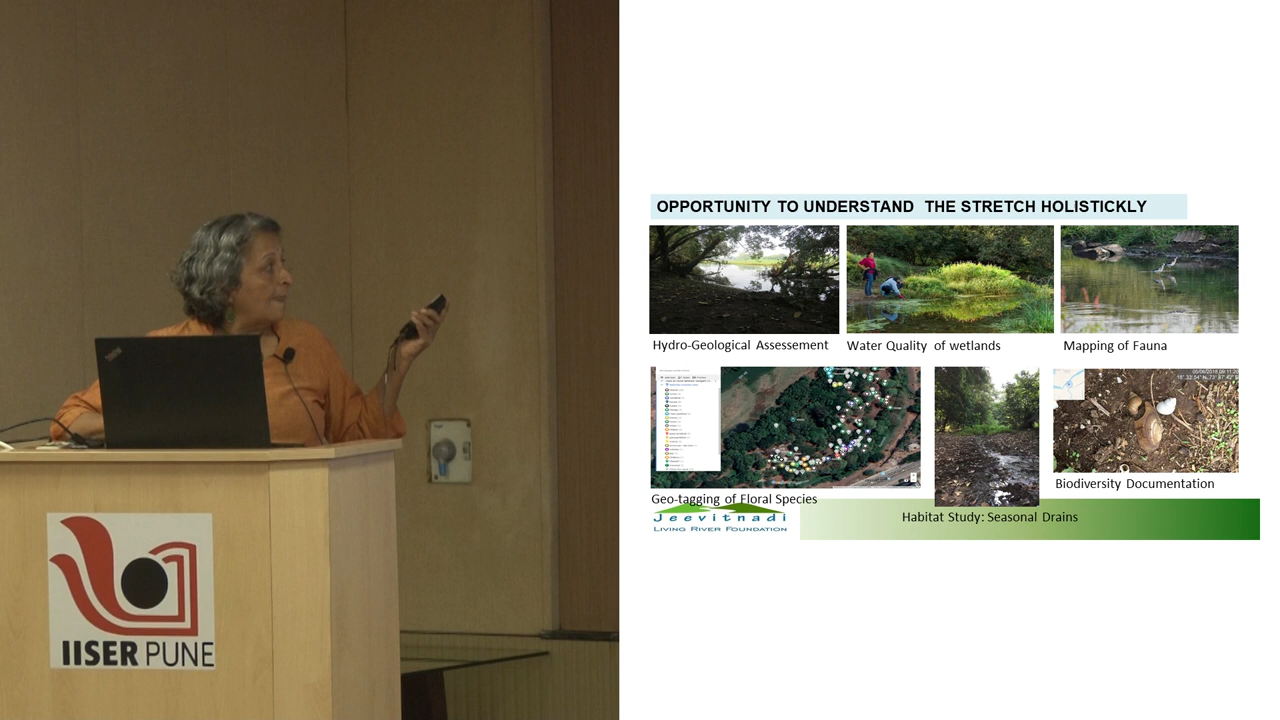 OPPORTUNITY TO UNDERSTAND THE STRETCH HOLISTICKLY
Hydro-Geological Assessement
Water Quality of wetlands
Mapping of Fauna
Geo-tagging of Floral Species
Habitat Study: Seasonal Drains
Biodiversity Documentation
Jeevitnadi
LIVING RIVER FOUNDATION
IISER PUNE